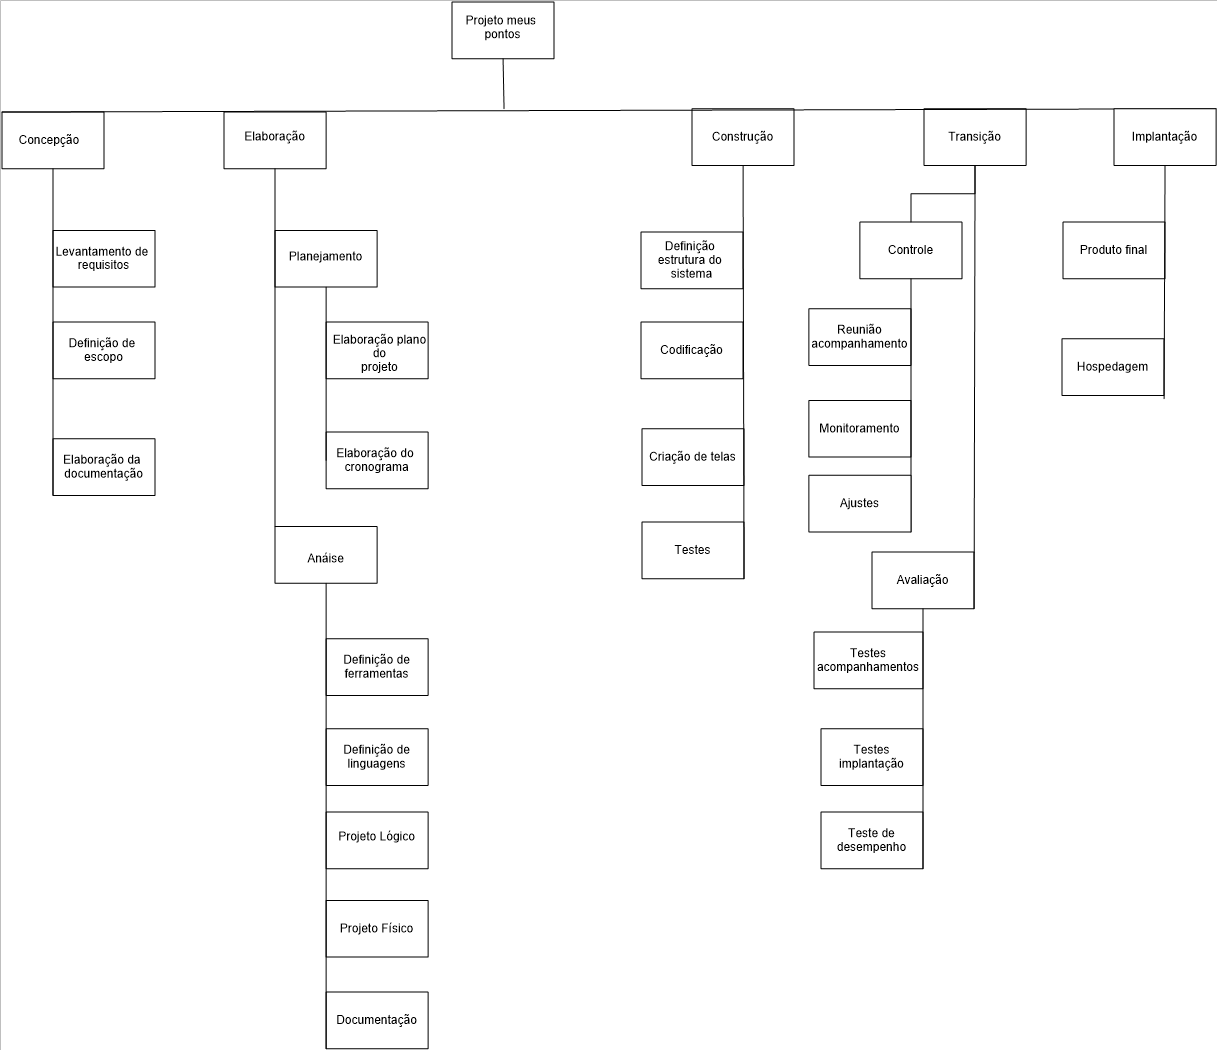 Projeto meus
pontos
Concepção
Elaboração
Construção
Transição
Implantação
Levantamento de
requisitos
Definição de
escopo
Elaboração da
documentação
Planejamento
Elaboração plano
do
projeto
Elaboração do
cronograma
Anáise
Definição de
ferramentas
Definição de
linguagens
Projeto Lógico
Projeto Físico
Documentação
Definição
estrutura do
sistema
Codificação
Criação de telas
Testes
Controle
Reunião
acompanhamento
Monitoramento
Ajustes
Avaliação
Testes
acompanhamentos
Testes
implantação
Teste de
desempenho
Produto final
Hospedagem